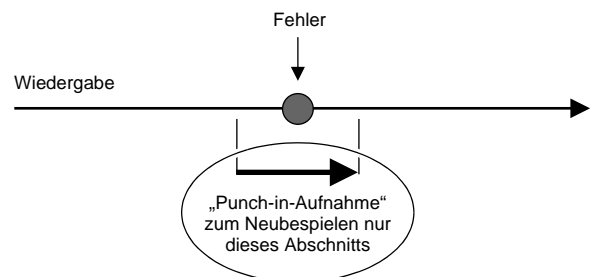 Fehler
Wiedergabe
„Punch-in-Aufnahme“
zum Neubespielen nur
dieses Abschnitts